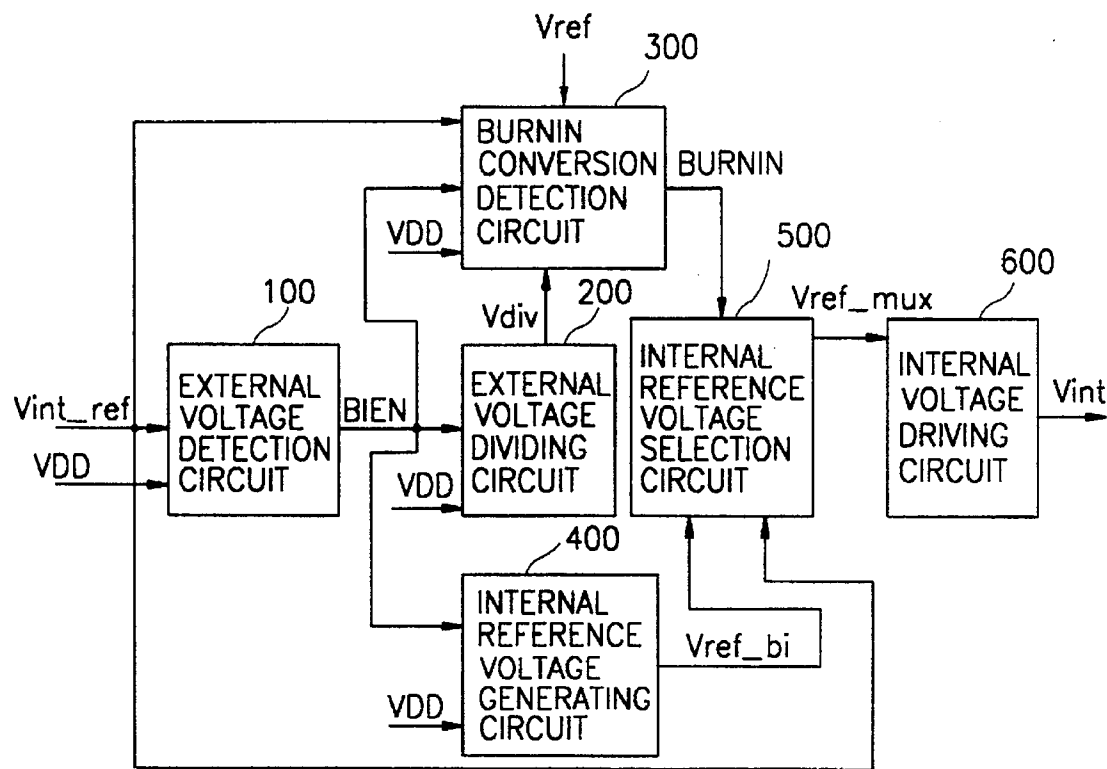 Vref
300
BURNIN
CONVERSION
DETECTION
CIRCUIT
BURNIN
VDD
500
600
100
200
Vdiv
Vref_mux
EXTERNAL
VOLTAGE
DETECTION
CIRCUIT
Vint_ref
VDD
BIEN
EXTERNAL
VOLTAGE
DIVIDING
CIRCUIT
VDD
INTERNAL
REFERENCE
VOLTAGE
SELECTION
CIRCUIT
INTERNAL
VOLTAGE
DRIVING
CIRCUIT
Vint
400
INTERNAL
REFERENCE
VOLTAGE
GENERATING
CIRCUIT
VDD
Vref_bi